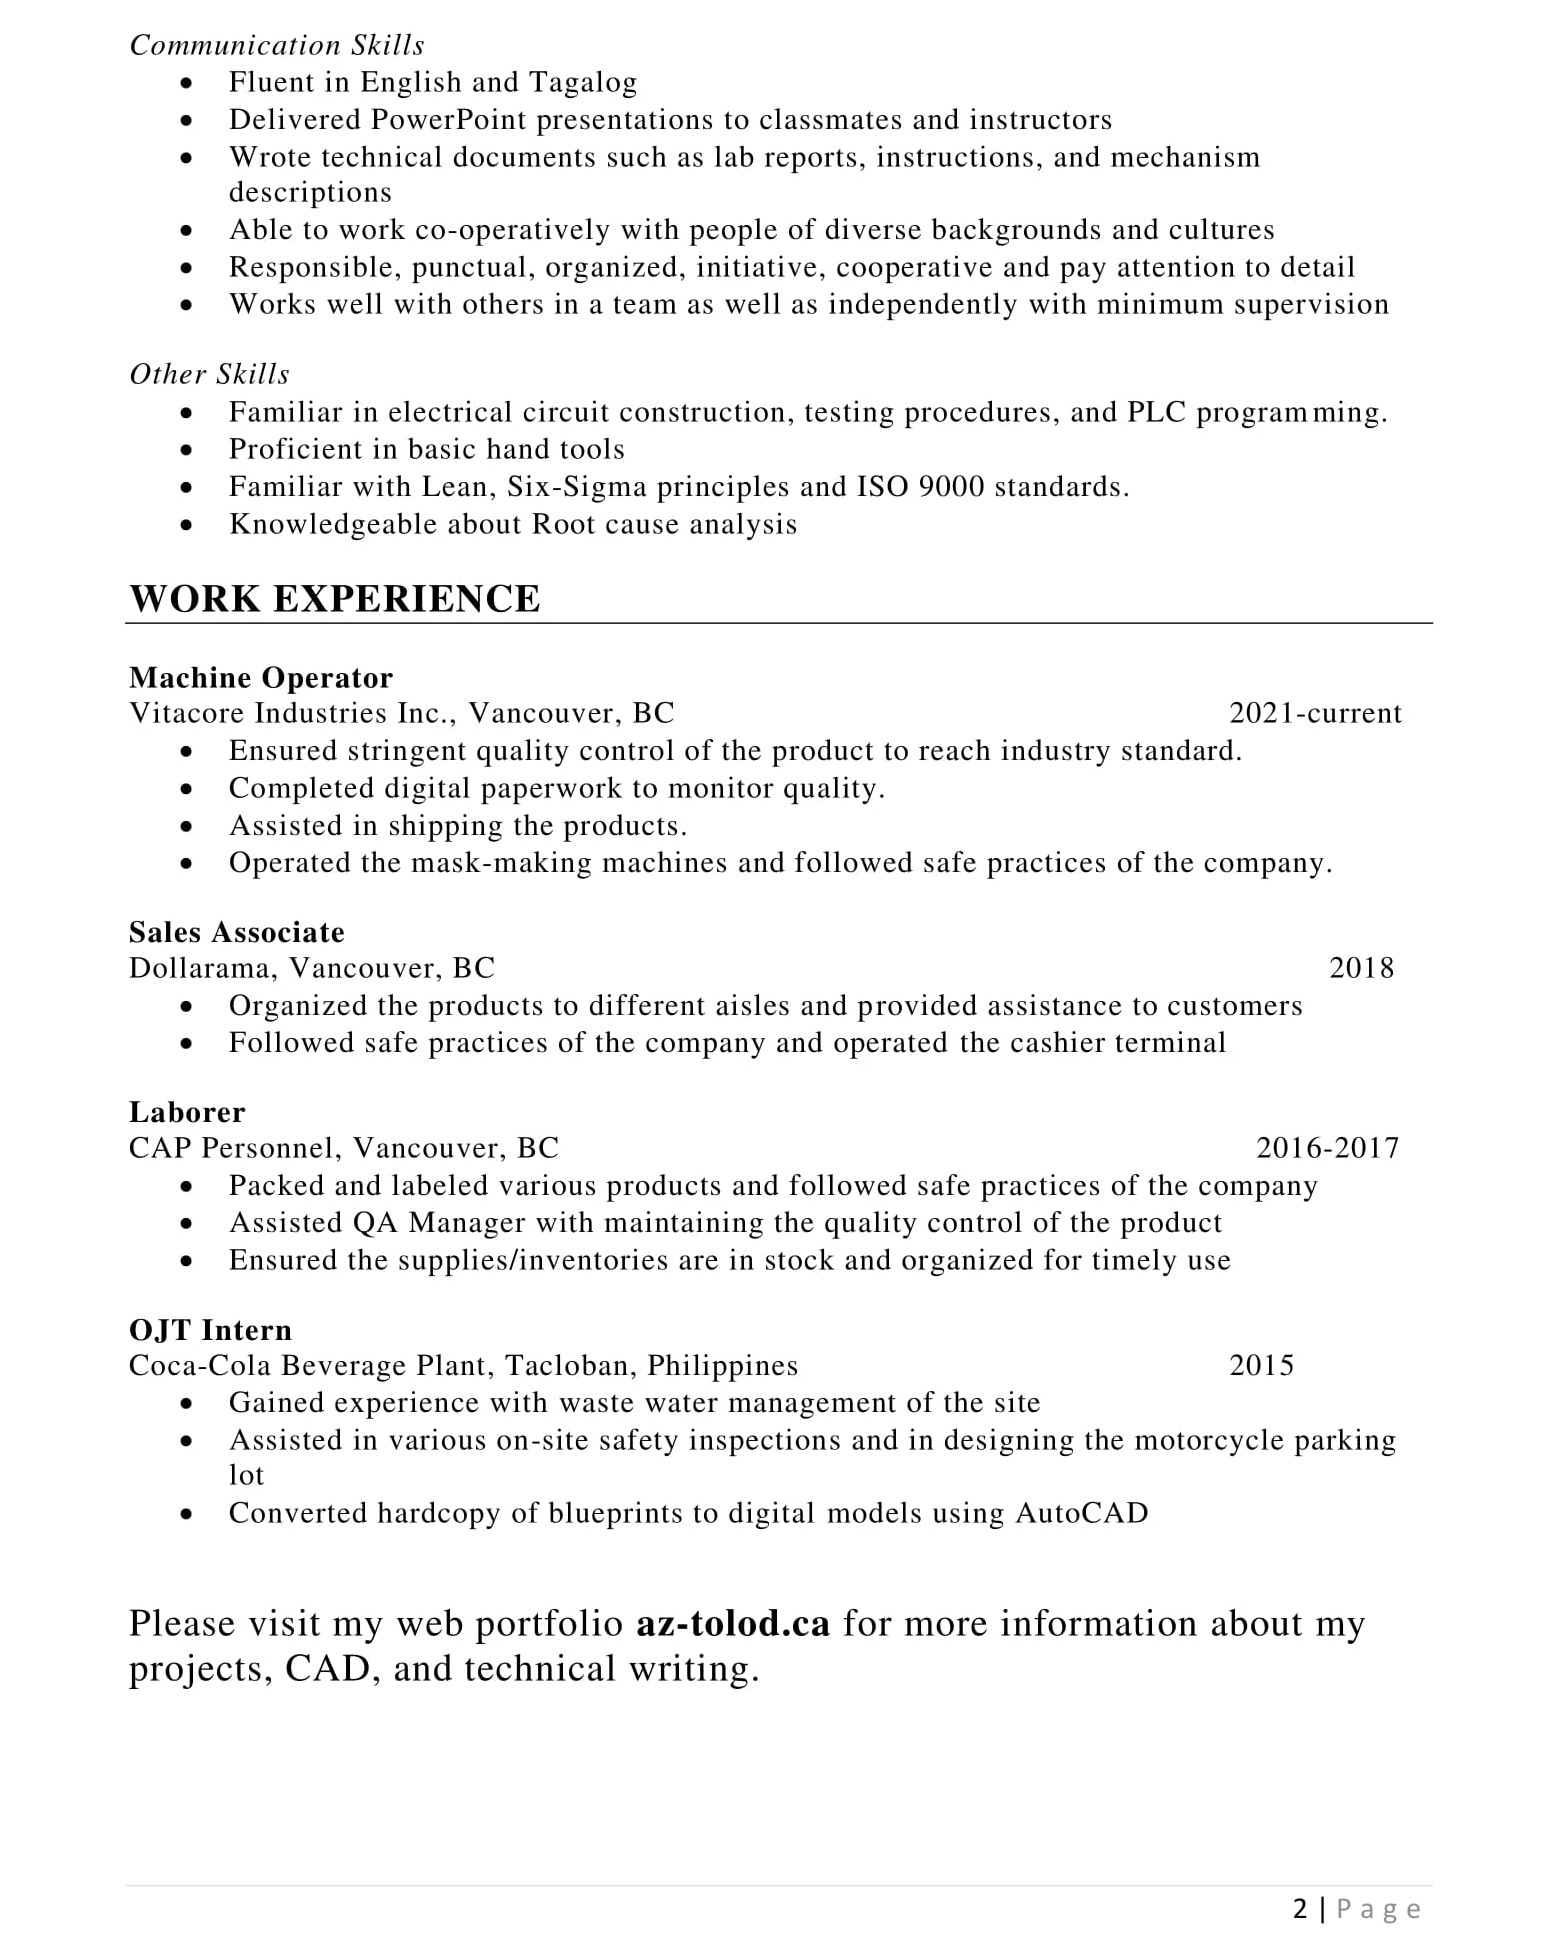 Communication Skills
• Fluent in English and Tagalog
• Delivered PowerPoint presentations to classmates and instructors
• Wrote technical documents such as lab reports, instructions, and mechanism
descriptions
• Able to work co-operatively with people of diverse backgrounds and cultures
• Responsible, punctual, organized, initiative, cooperative and pay attention to detail
• Works well with others in a team as well as independently with minimum supervision
Other Skills
• Familiar in electrical circuit construction, testing procedures, and PLC programming.
• Proficient in basic hand tools
• Familiar with Lean, Six-Sigma principles and ISO 9000 standards.
• Knowledgeable about Root cause analysis
WORK EXPERIENCE
Machine Operator
Vitacore Industries Inc., Vancouver, BC 2021-current
• Ensured stringent quality control of the product to reach industry standard.
• Completed digital paperwork to monitor quality.
• Assisted in shipping the products.
• Operated the mask-making machines and followed safe practices of the company.
Sales Associate
Dollarama, Vancouver, BC 2018
• Organized the products to different aisles and provided assistance to customers
• Followed safe practices of the company and operated the cashier terminal
Laborer
CAP Personnel, Vancouver, BC 2016-2017
• Packed and labeled various products and followed safe practices of the company
• Assisted QA Manager with maintaining the quality control of the product
• Ensured the supplies/inventories are in stock and organized for timely use
OJT Intern
Coca-Cola Beverage Plant, Tacloban, Philippines 2015
• Gained experience with waste water management of the site
• Assisted in various on-site safety inspections and in designing the motorcycle parking
lot
• Converted hardcopy of blueprints to digital models using AutoCAD
Please visit my web portfolio az-tolod.ca for more information about my
projects, CAD, and technical writing.
2 | Page